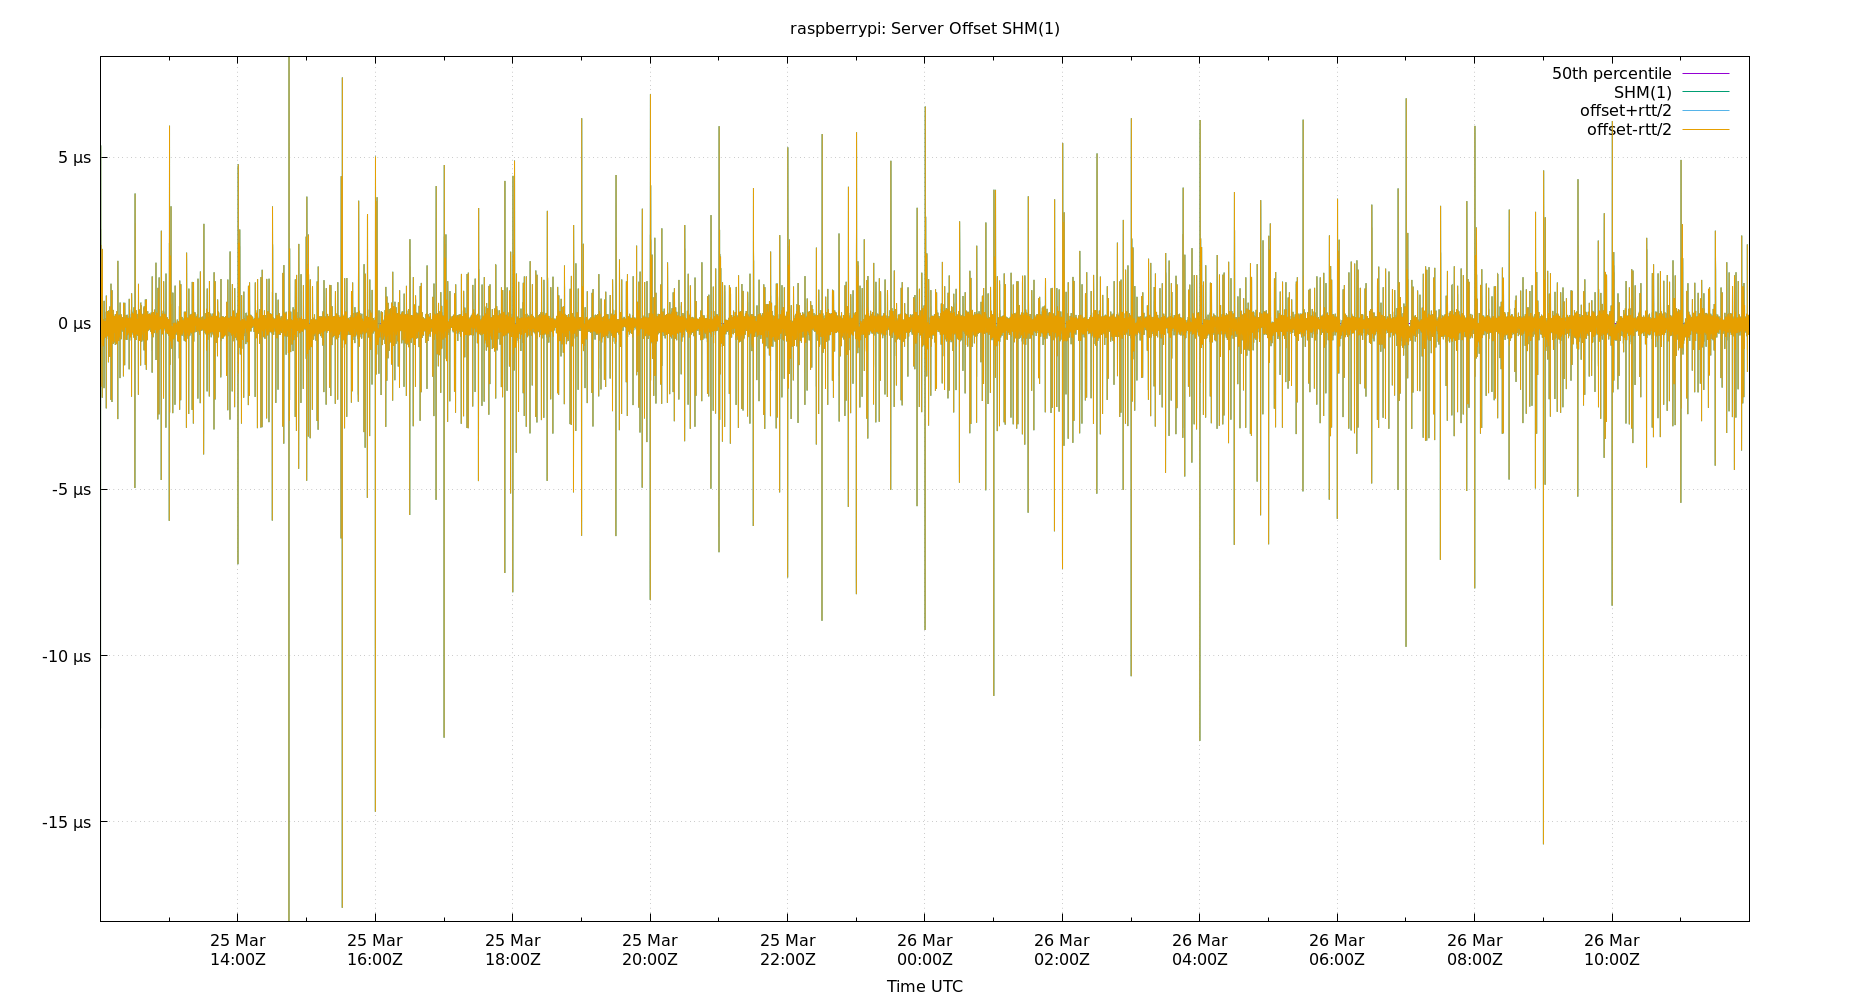 raspberrypi: Server Offset SHM(1)
50th percentile
SHM(1)
offset+rtt/2
offset-rtt/2
5 µs
0 µs
-5 µs
-10 µs
-15 µs
25 Mar 25 Mar 25 Mar 25 Mar 25 Mar 26 Mar 26 Mar 26 Mar 26 Mar 26 Mar 26 Mar
14:00Z 16:00Z 18:00Z 20:00Z 22:00Z 00:00Z 02:00Z 04:00Z 06:00Z 08:00Z 10:00Z
Time UTC